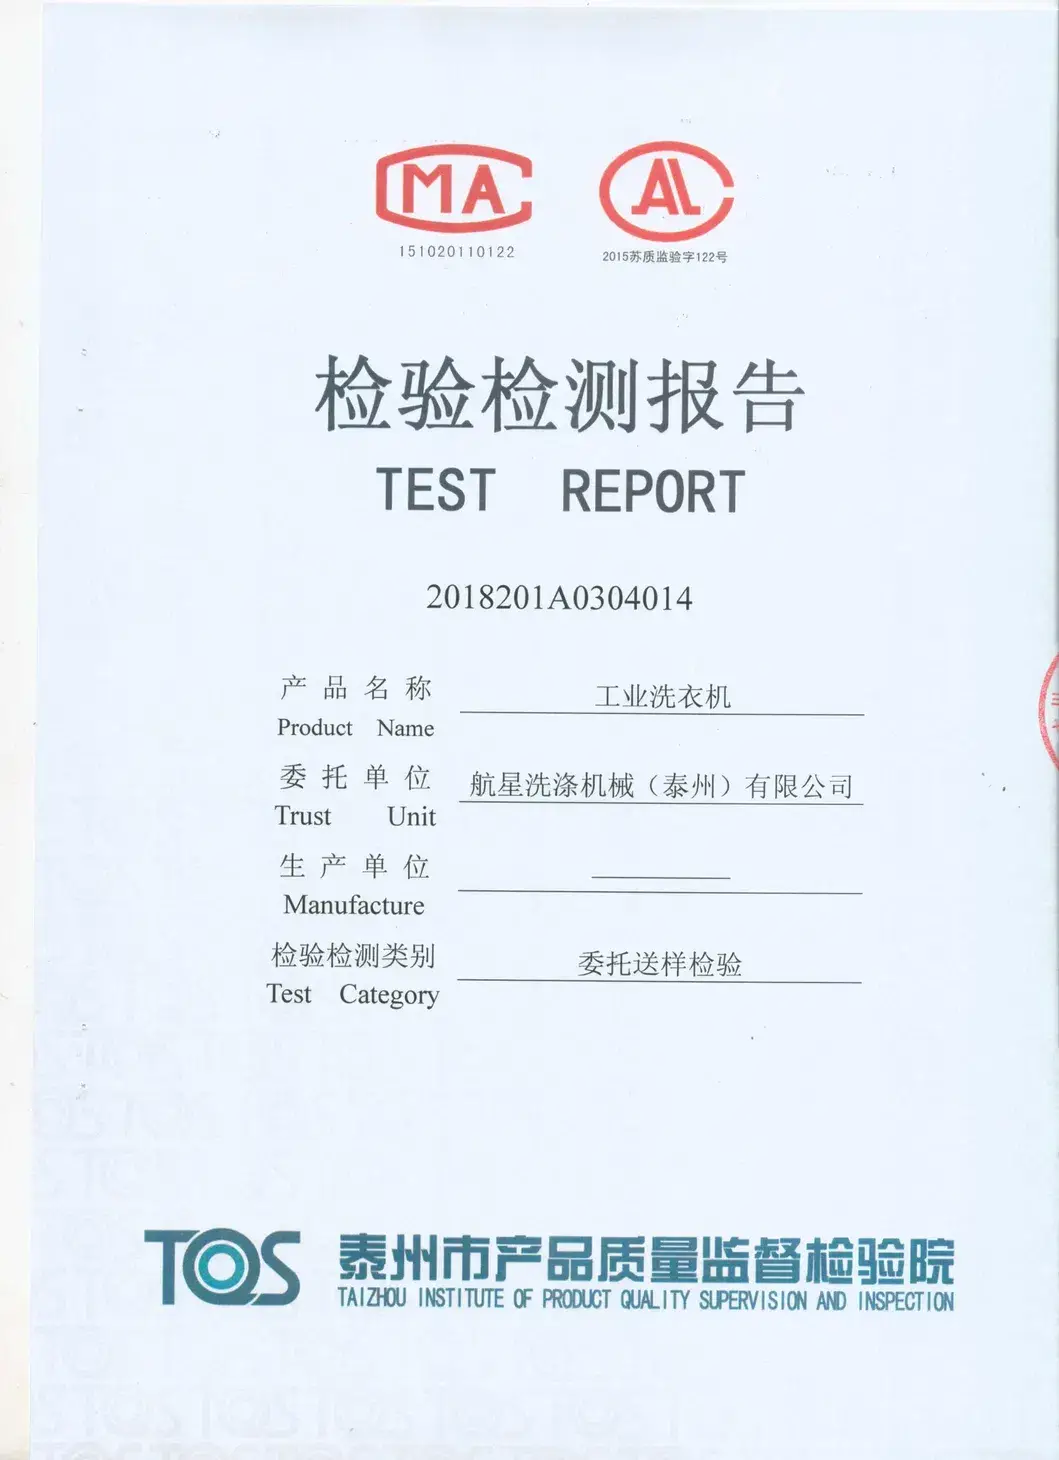 CMA
CAL
151020110122
2015苏质监验字122号
检验检测报告
TEST REPORT
2018201A0304014
产品名称 工业洗衣机
Product Name
委托单位 航星洗涤机械（泰州）有限公司
Trust Unit
生产单位 ————
Manufacture
检验检测类别 委托送样检验
Test Category
TQS 泰州市产品质量监督检验院
TAIZHOU INSTITUTE OF PRODUCT QUALITY SUPERVISION AND INSPECTION